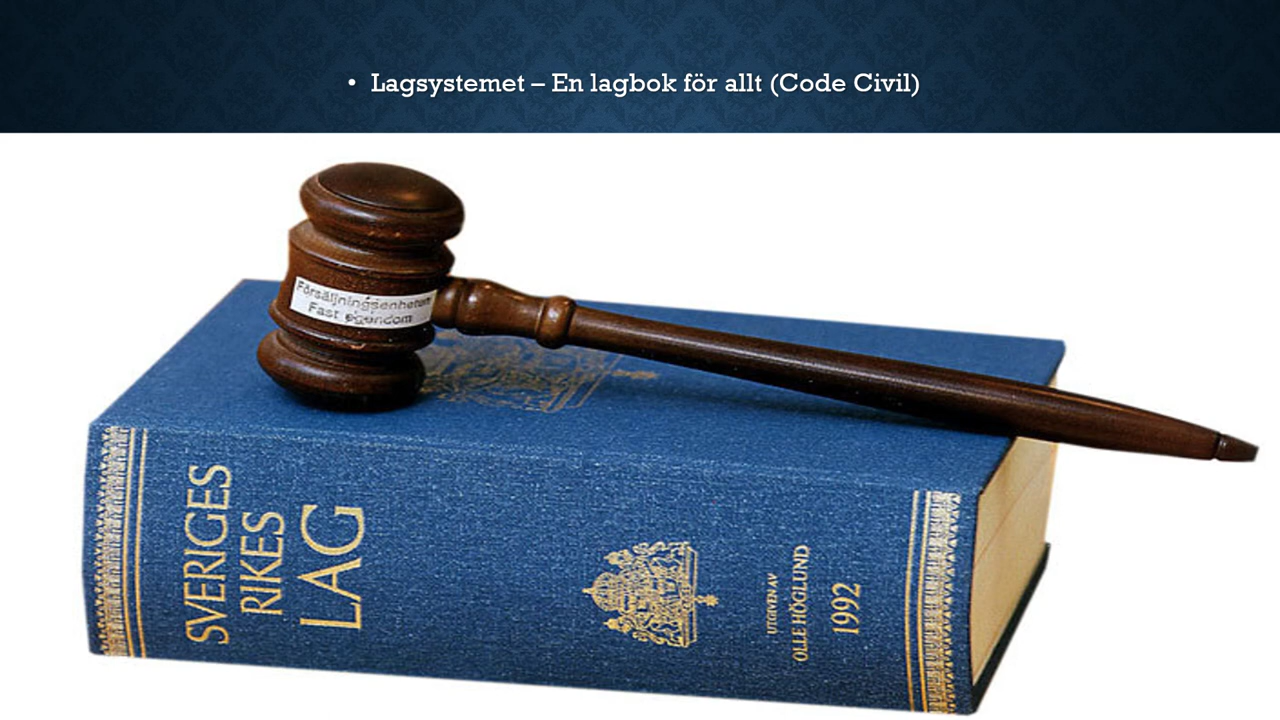 • Lagsystemet – En lagbok för allt (Code Civil)
Försäljningsenheten
Fast egendom
SVERIGES
RIKES
LAG
UTGIVEN AV
OLLE HÖGLUND
1992